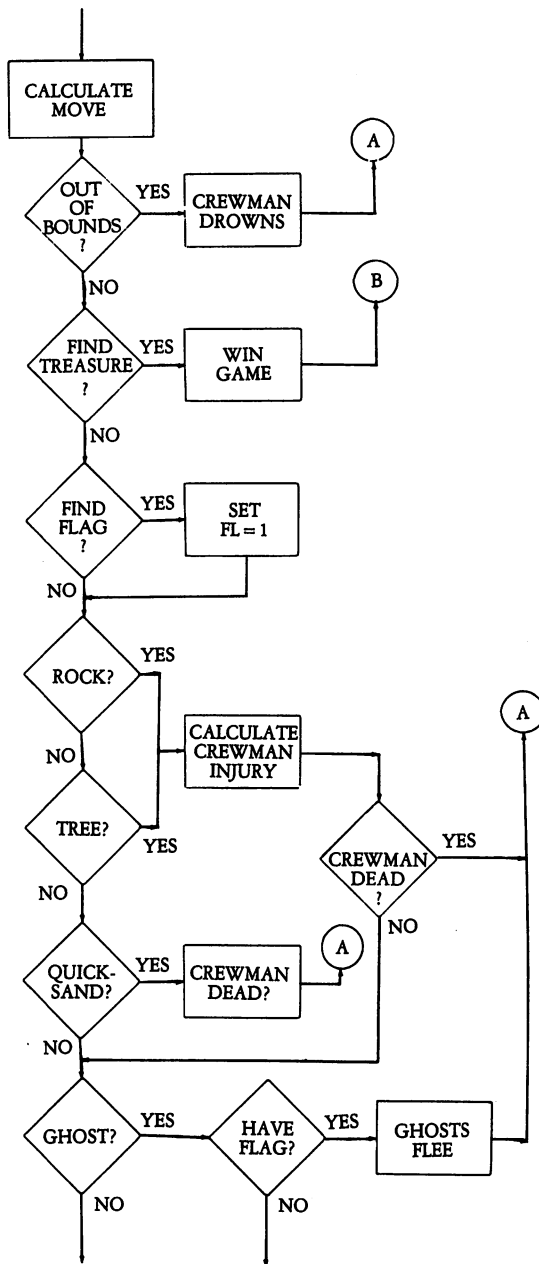 CALCULATE
MOVE
OUT
OF
BOUNDS
?
YES
CREWMAN
DROWNS
A
NO
FIND
TREASURE
?
YES
WIN
GAME
B
NO
FIND
FLAG
?
YES
SET
FL = 1
NO
ROCK?
YES
NO
CALCULATE
CREWMAN
INJURY
A
TREE?
YES
NO
CREWMAN
DEAD
?
YES
NO
QUICK-
SAND?
YES
CREWMAN
DEAD?
A
NO
GHOST?
YES
HAVE
FLAG?
YES
GHOSTS
FLEE
NO
NO